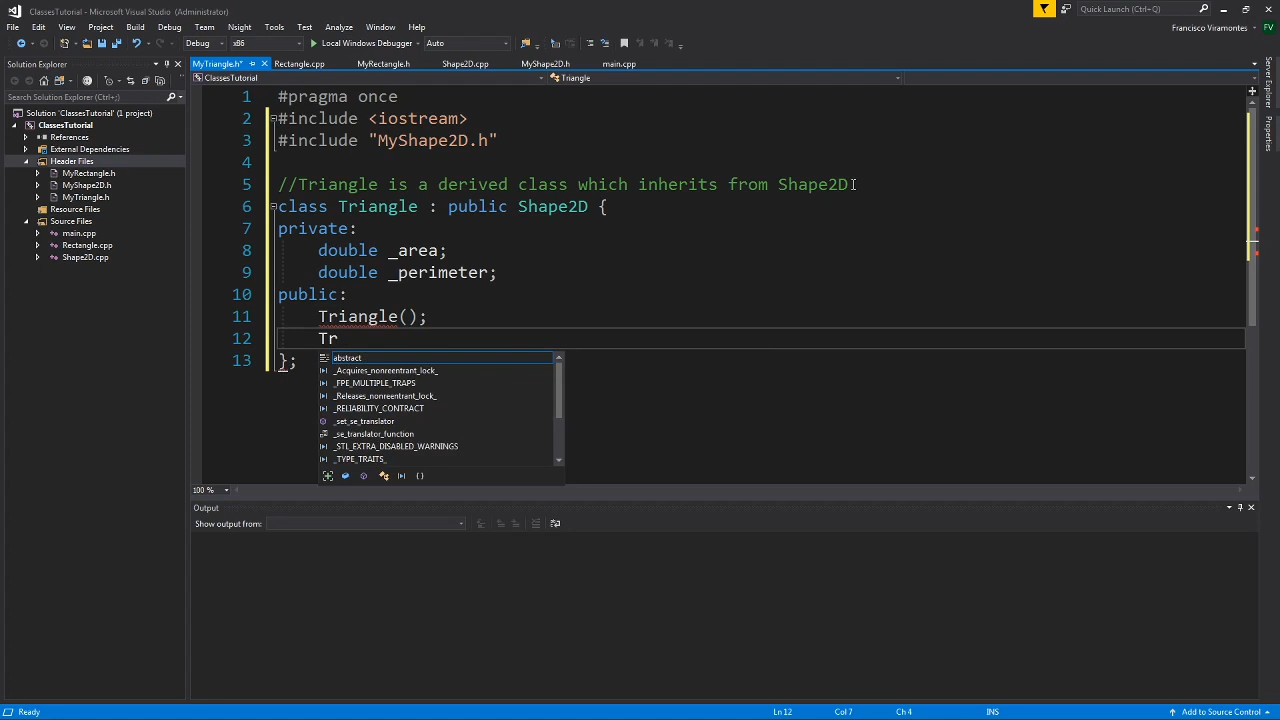 ClassesTutorial - Microsoft Visual Studio (Administrator)
Quick Launch (Ctrl+Q)
File Edit View Project Build Debug Team Nsight Tools Test Analyze Window Help
Francisco Viramontes FV
Debug x86 Local Windows Debugger Auto
Solution Explorer
MyTriangle.h* Rectangle.cpp MyRectangle.h Shape2D.cpp MyShape2D.h main.cpp
ClassesTutorial Triangle
Search Solution Explorer (Ctrl+;)
Solution 'ClassesTutorial' (1 project)
ClassesTutorial
References
External Dependencies
Header Files
MyRectangle.h
MyShape2D.h
MyTriangle.h
Resource Files
Source Files
main.cpp
Rectangle.cpp
Shape2D.cpp
1 #pragma once
2 #include <iostream>
3 #include "MyShape2D.h"
4
5 //Triangle is a derived class which inherits from Shape2D
6 class Triangle : public Shape2D {
7 private:
8 double _area;
9 double _perimeter;
10 public:
11 Triangle();
12 Tr
13 };
abstract
_Acquires_nonreentrant_lock_
_FPE_MULTIPLE_TRAPS
_Releases_nonreentrant_lock_
_RELIABILITY_CONTRACT
_set_se_translator
_se_translator_function
_STL_EXTRA_DISABLED_WARNINGS
_TYPE_TRAITS_
100 %
Output
Show output from:
Server Explorer
Properties
Ready Ln 12 Col 7 Ch 4 INS Add to Source Control